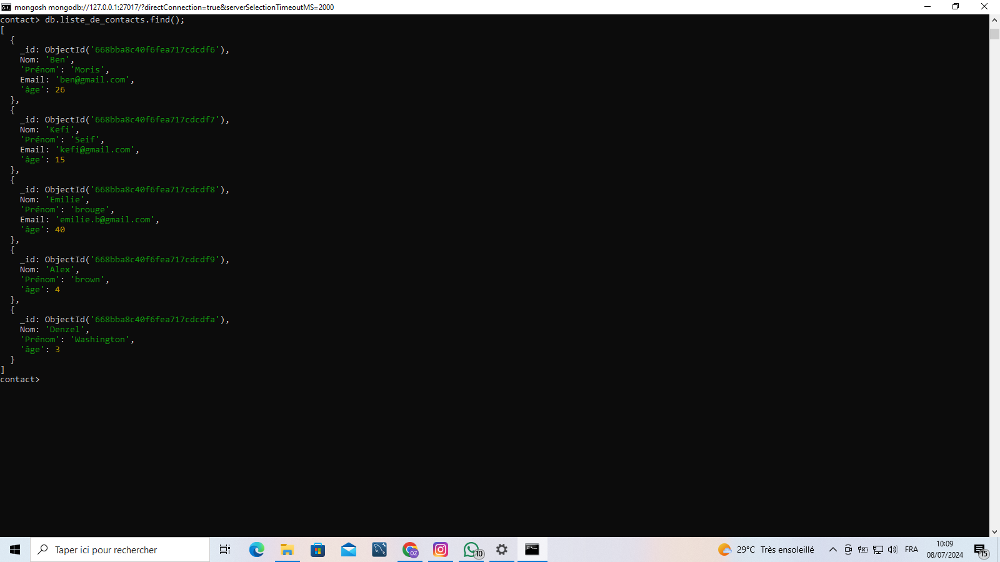 mongosh mongodb://127.0.0.1:27017/?directConnection=true&serverSelectionTimeoutMS=2000
contact> db.liste_de_contacts.find();
[
  {
    _id: ObjectId('668bba8c40f6fea717cdcdf6'),
    Nom: 'Ben',
    'Prénom': 'Moris',
    Email: 'ben@gmail.com',
    'âge': 26
  },
  {
    _id: ObjectId('668bba8c40f6fea717cdcdf7'),
    Nom: 'Kefi',
    'Prénom': 'Seif',
    Email: 'kefi@gmail.com',
    'âge': 15
  },
  {
    _id: ObjectId('668bba8c40f6fea717cdcdf8'),
    Nom: 'Emilie',
    'Prénom': 'brouge',
    Email: 'emilie.b@gmail.com',
    'âge': 40
  },
  {
    _id: ObjectId('668bba8c40f6fea717cdcdf9'),
    Nom: 'Alex',
    'Prénom': 'brown',
    'âge': 4
  },
  {
    _id: ObjectId('668bba8c40f6fea717cdcdfa'),
    Nom: 'Denzel',
    'Prénom': 'Washington',
    'âge': 3
  }
]
contact>
Taper ici pour rechercher
OZ
10
29°C Très ensoleillé
FRA
10:09
08/07/2024
15